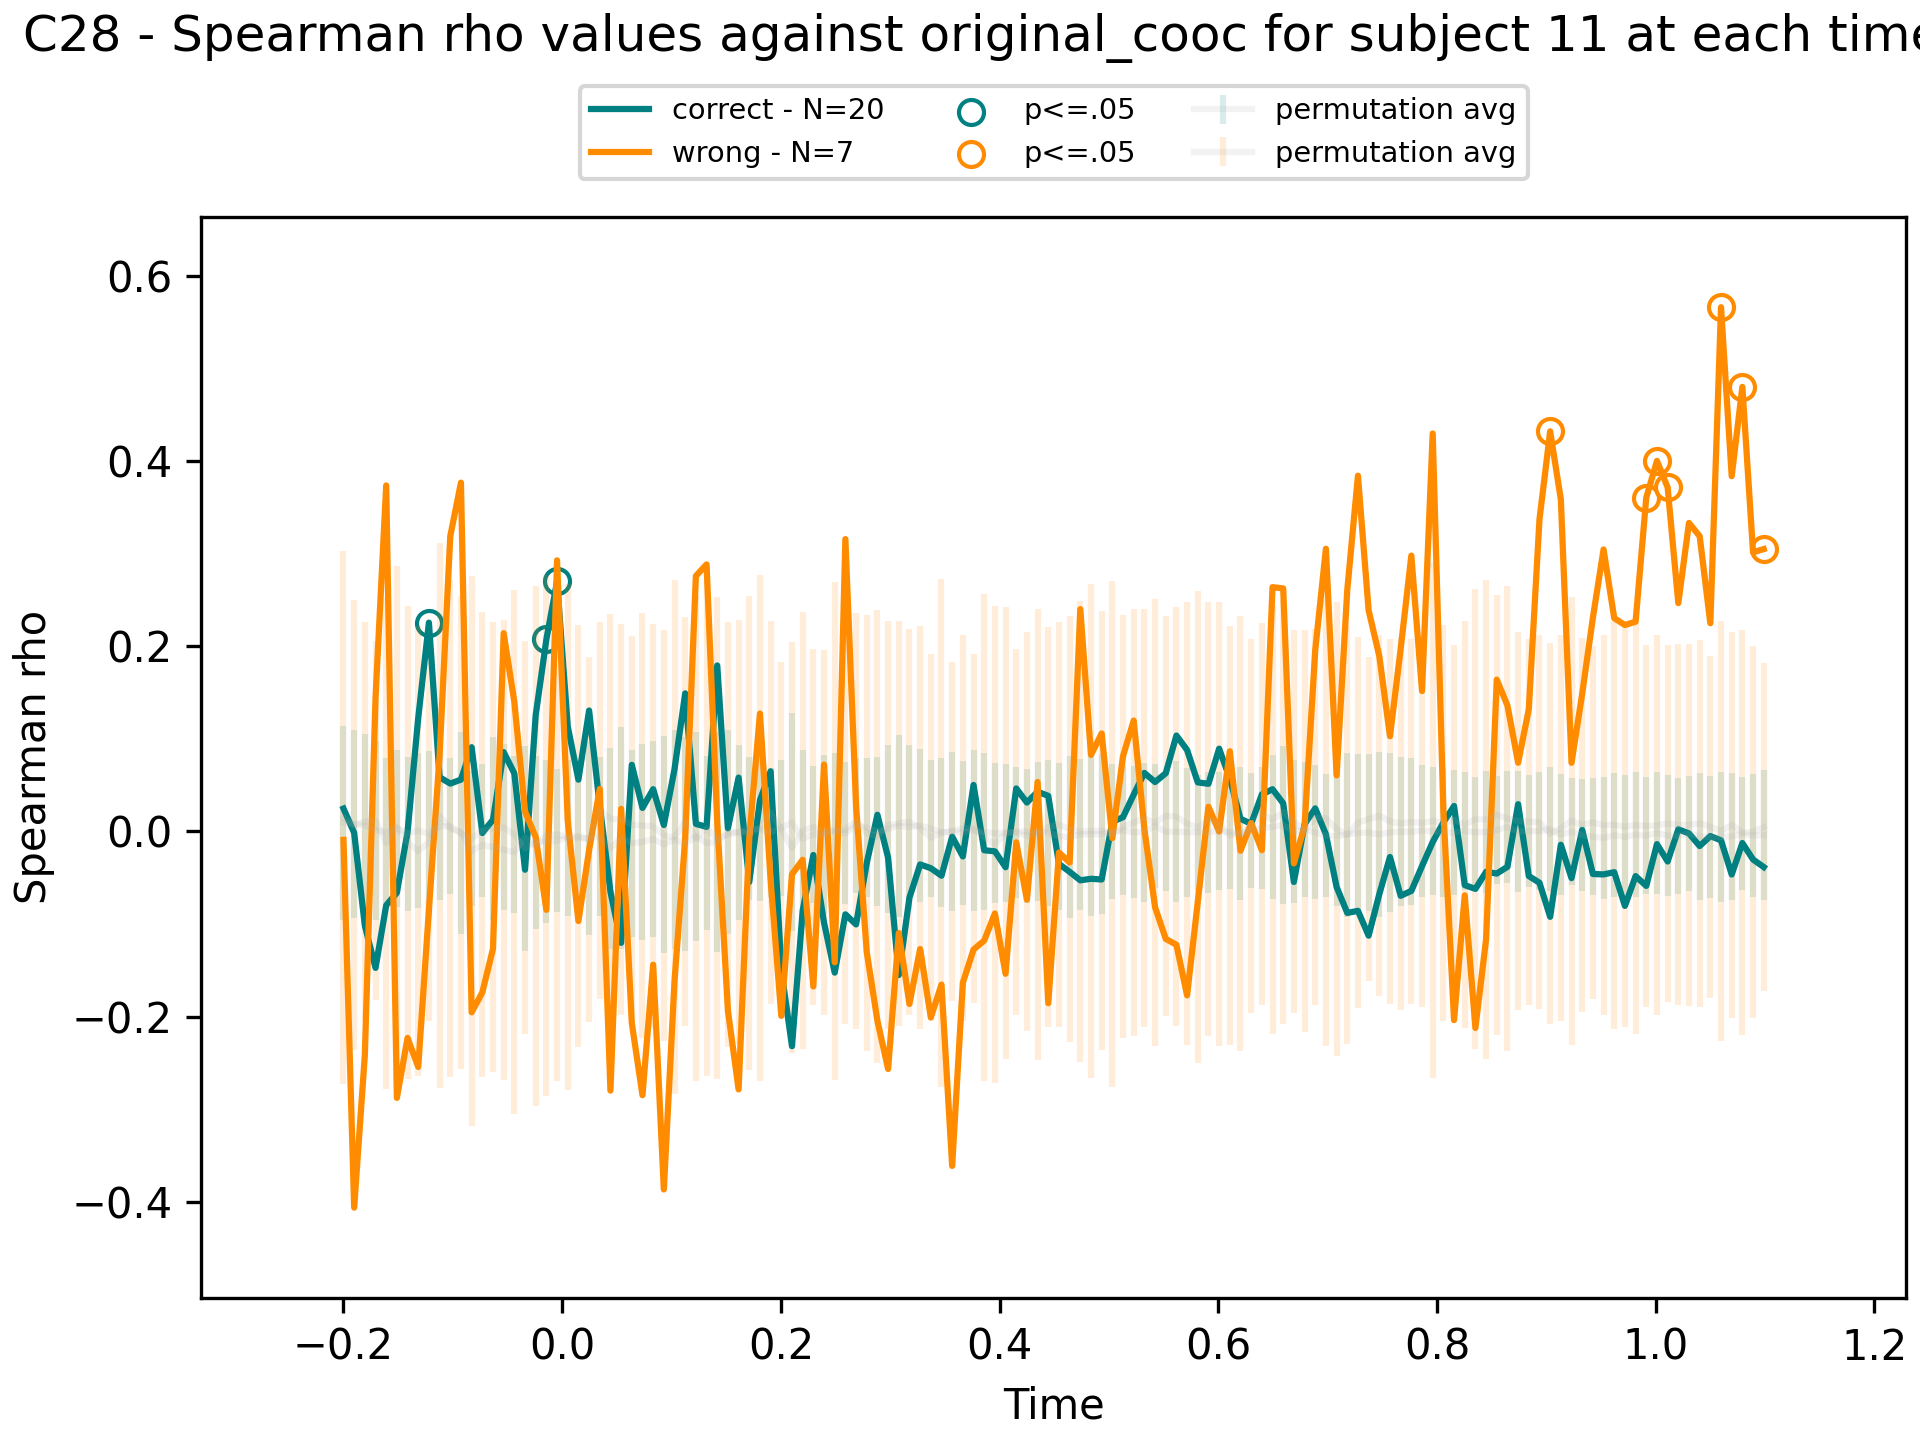 C28 - Spearman rho values against original_cooc for subject 11 at each time
correct - N=20 p<=.05 permutation avg
wrong - N=7 p<=.05 permutation avg
0.6
0.4
0.2
0.0
−0.2
−0.4
Spearman rho
−0.2 0.0 0.2 0.4 0.6 0.8 1.0 1.2
Time